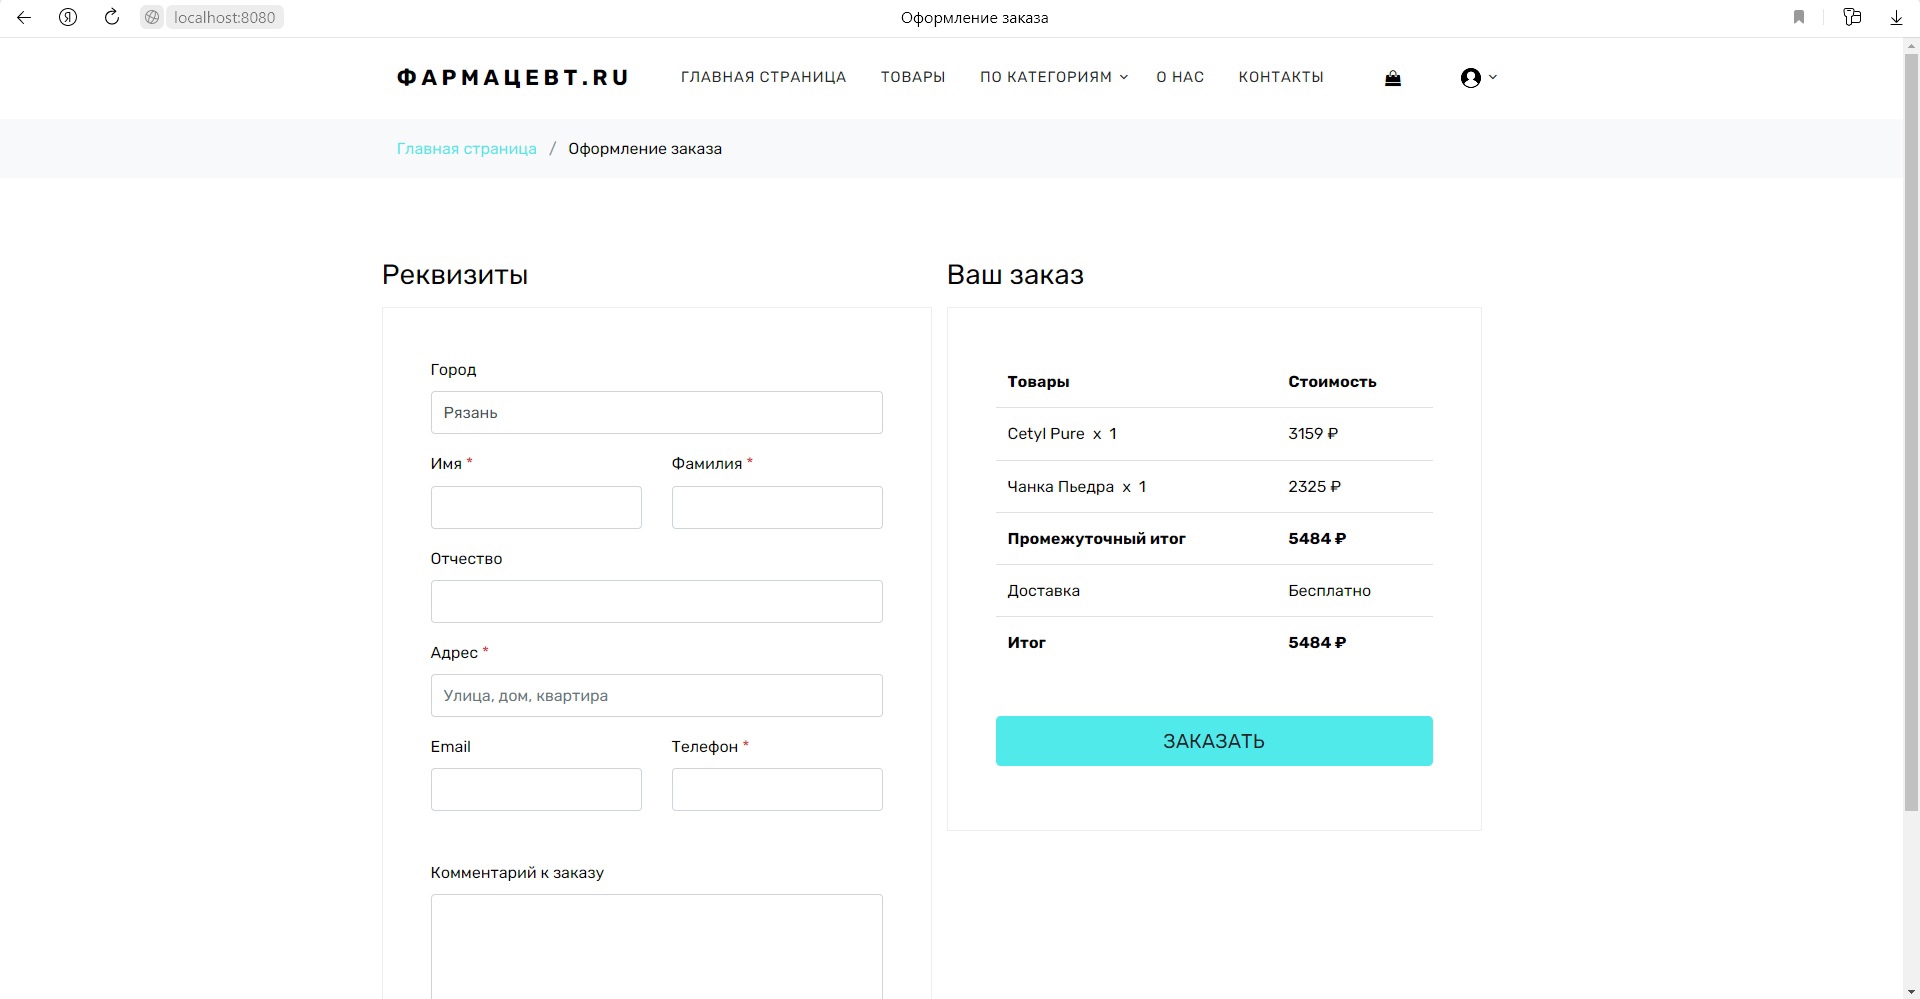 localhost:8080
Оформление заказа
ФАРМАЦЕВТ.RU
ГЛАВНАЯ СТРАНИЦА
ТОВАРЫ
ПО КАТЕГОРИЯМ
О НАС
КОНТАКТЫ
Главная страница / Оформление заказа
Реквизиты
Город
Рязань
Имя *
Фамилия *
Отчество
Адрес *
Улица, дом, квартира
Email
Телефон *
Комментарий к заказу
Ваш заказ
Товары Стоимость
Cetyl Pure x 1 3159 ₽
Чанка Пьедра x 1 2325 ₽
Промежуточный итог 5484 ₽
Доставка Бесплатно
Итог 5484 ₽
ЗАКАЗАТЬ